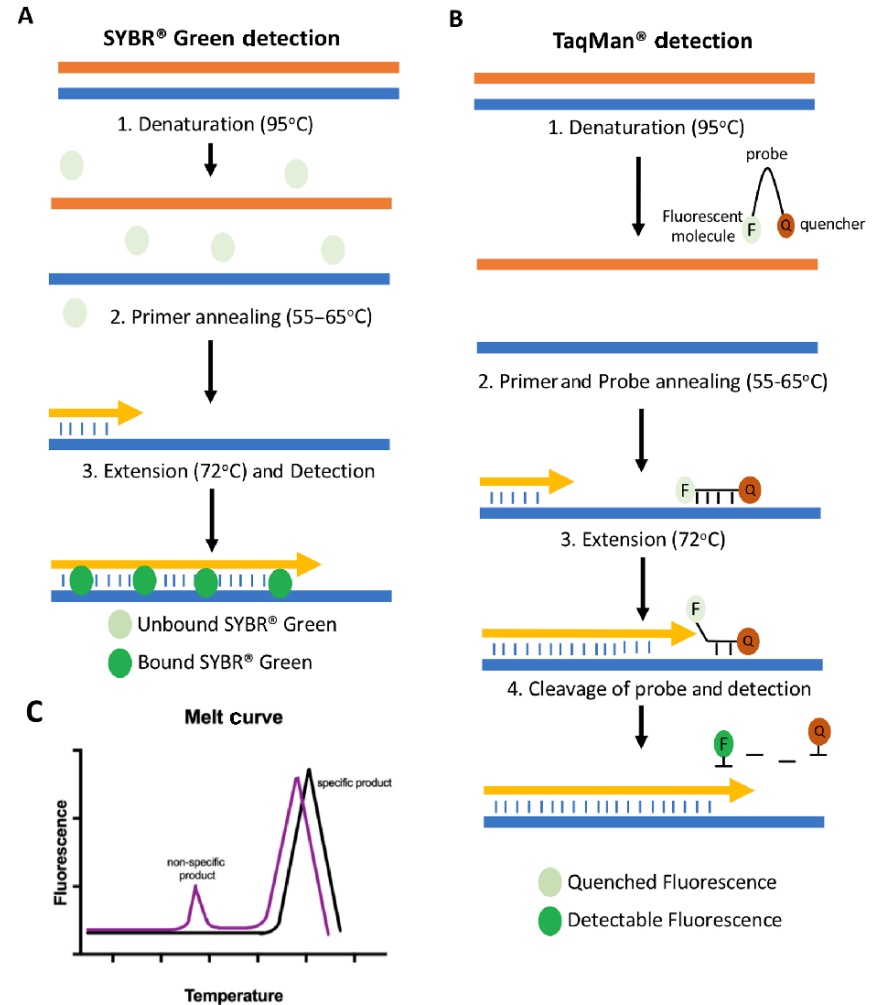 A
SYBR® Green detection
1. Denaturation (95°C)
2. Primer annealing (55–65°C)
3. Extension (72°C) and Detection
Unbound SYBR® Green
Bound SYBR® Green
B
TaqMan® detection
1. Denaturation (95°C)
probe
Fluorescent
molecule
F
Q
quencher
2. Primer and Probe annealing (55-65°C)
F
Q
3. Extension (72°C)
F
Q
4. Cleavage of probe and detection
F
Q
Quenched Fluorescence
Detectable Fluorescence
C
Melt curve
specific product
non-specific
product
Fluorescence
Temperature